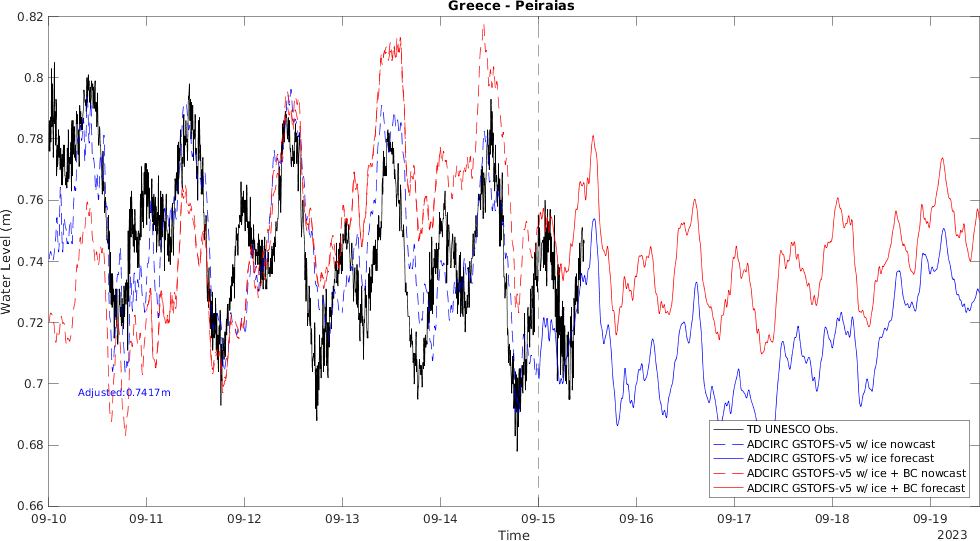 Greece - Peiraias
0.82
0.8
0.78
0.76
0.74
0.72
0.7
0.68
0.66
Water Level (m)
Adjusted:0.7417m
TD UNESCO Obs.
ADCIRC GSTOFS-v5 w/ ice nowcast
ADCIRC GSTOFS-v5 w/ ice forecast
ADCIRC GSTOFS-v5 w/ ice + BC nowcast
ADCIRC GSTOFS-v5 w/ ice + BC forecast
09-10 09-11 09-12 09-13 09-14 09-15 09-16 09-17 09-18 09-19
Time
2023